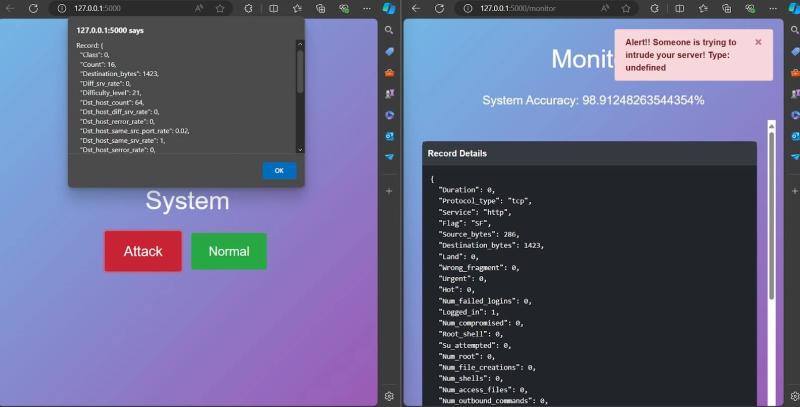 127.0.0.1:5000
127.0.0.1:5000 says
Record: {
"Class": 0,
"Count": 16,
"Destination_bytes": 1423,
"Diff_srv_rate": 0,
"Difficulty_level": 21,
"Dst_host_count": 64,
"Dst_host_diff_srv_rate": 0,
"Dst_host_rerror_rate": 0,
"Dst_host_same_src_port_rate": 0.02,
"Dst_host_same_srv_rate": 1,
"Dst_host_serror_rate": 0,
OK
System
Attack
Normal
127.0.0.1:5000/monitor
Monit
Alert!! Someone is trying to
intrude your server! Type:
undefined
System Accuracy: 98.91248263544354%
Record Details
{
"Duration": 0,
"Protocol_type": "tcp",
"Service": "http",
"Flag": "SF",
"Source_bytes": 286,
"Destination_bytes": 1423,
"Land": 0,
"Wrong_fragment": 0,
"Urgent": 0,
"Hot": 0,
"Num_failed_logins": 0,
"Logged_in": 1,
"Num_compromised": 0,
"Root_shell": 0,
"Su_attempted": 0,
"Num_root": 0,
"Num_file_creations": 0,
"Num_shells": 0,
"Num_access_files": 0,
"Num_outbound_commands": 0,